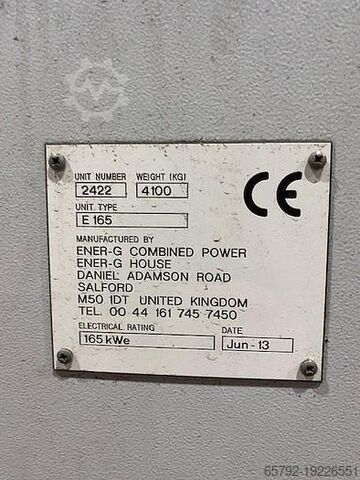 UNIT NUMBER WEIGHT (KG)
2422 4100
CE
UNIT TYPE
E 165
MANUFACTURED BY
ENER-G COMBINED POWER
ENER-G HOUSE
DANIEL ADAMSON ROAD
SALFORD
M50 1DT UNITED KINGDOM
TEL. 00 44 161 745 7450
ELECTRICAL RATING DATE
165 kWe Jun - 13
65792-19226551